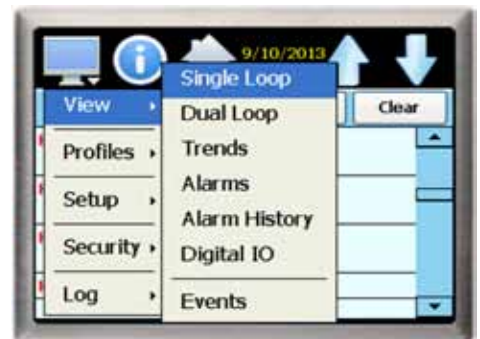 9/10/2013
View
Profiles
Setup
Security
Log
Single Loop
Dual Loop
Trends
Alarms
Alarm History
Digital IO
Events
Clear